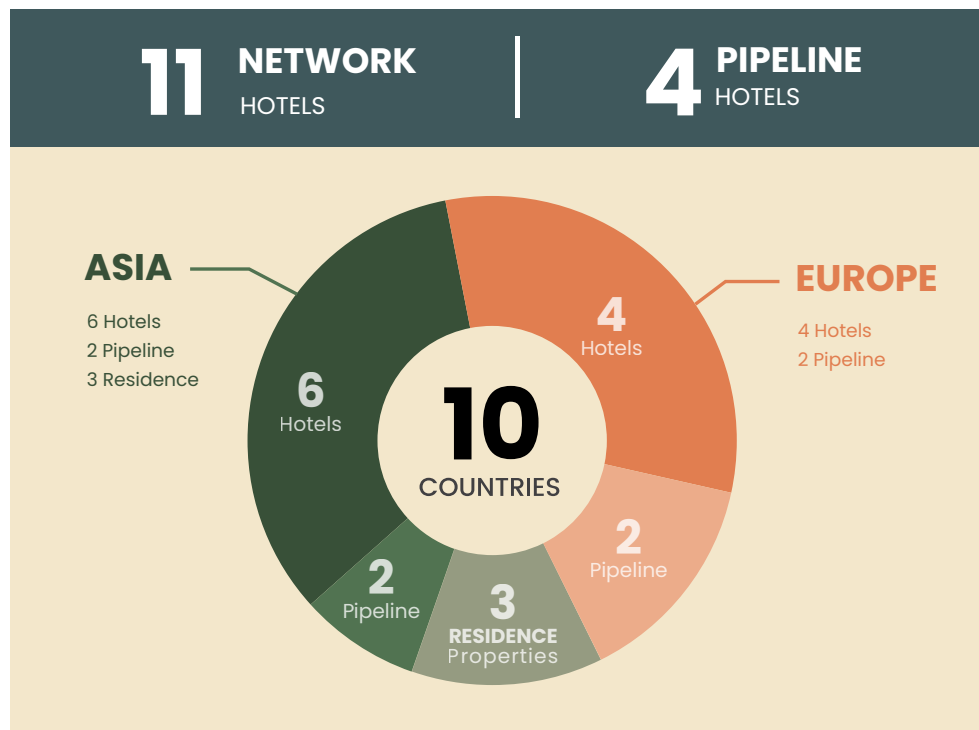 11 NETWORK
HOTELS
4 PIPELINE
HOTELS
ASIA
6 Hotels
2 Pipeline
3 Residence
EUROPE
4 Hotels
2 Pipeline
4
Hotels
6
Hotels
10
COUNTRIES
2
Pipeline
2
Pipeline
3
RESIDENCE
Properties